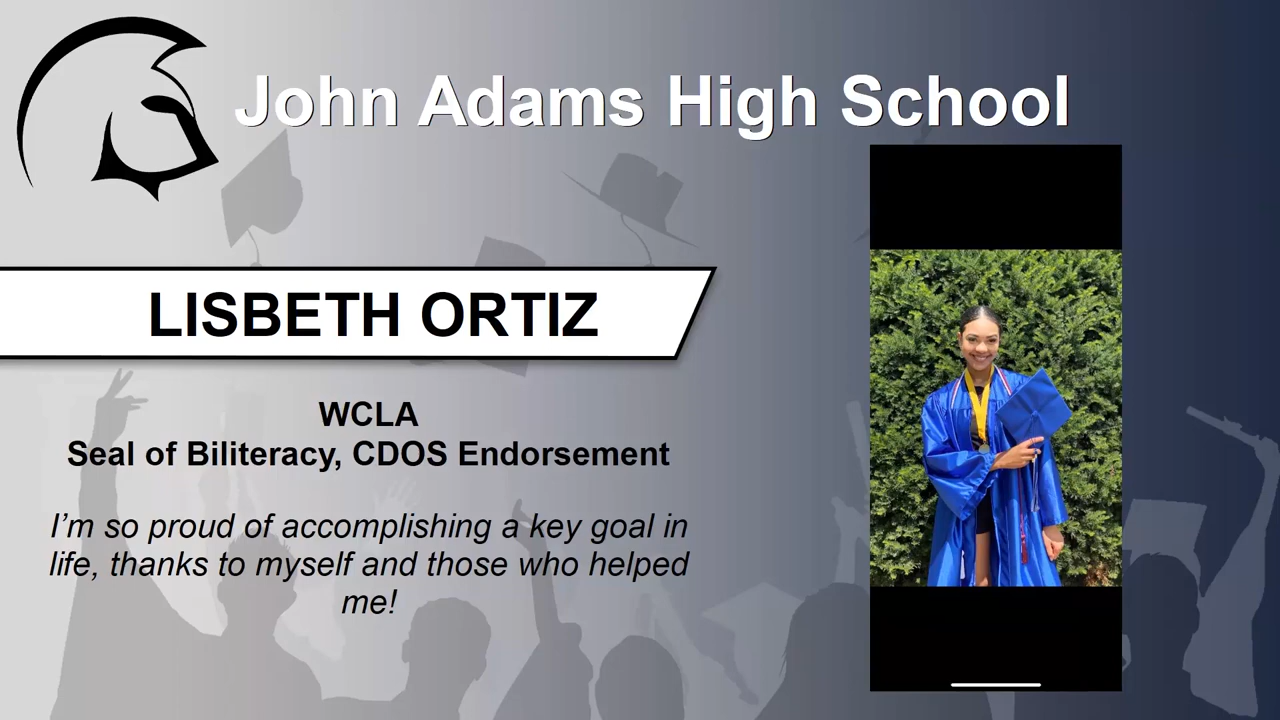 John Adams High School
LISBETH ORTIZ
WCLA
Seal of Biliteracy, CDOS Endorsement
I’m so proud of accomplishing a key goal in
life, thanks to myself and those who helped
me!